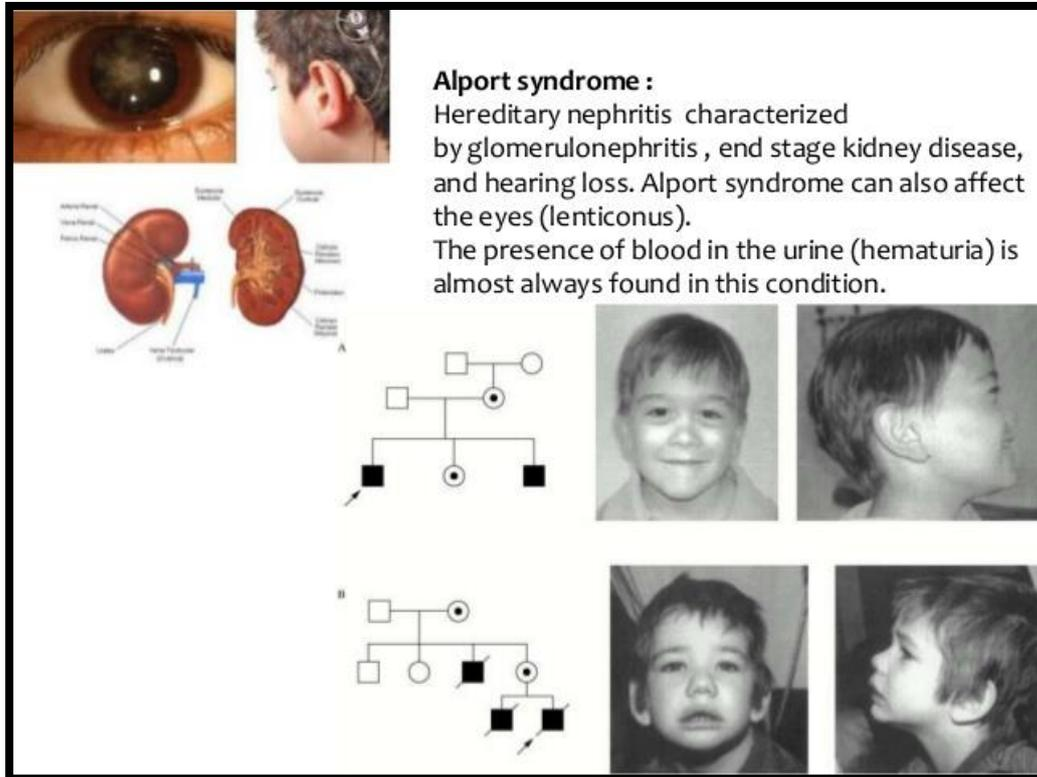 Alport syndrome :
Hereditary nephritis characterized
by glomerulonephritis , end stage kidney disease,
and hearing loss. Alport syndrome can also affect
the eyes (lenticonus).
The presence of blood in the urine (hematuria) is
almost always found in this condition.
A
B